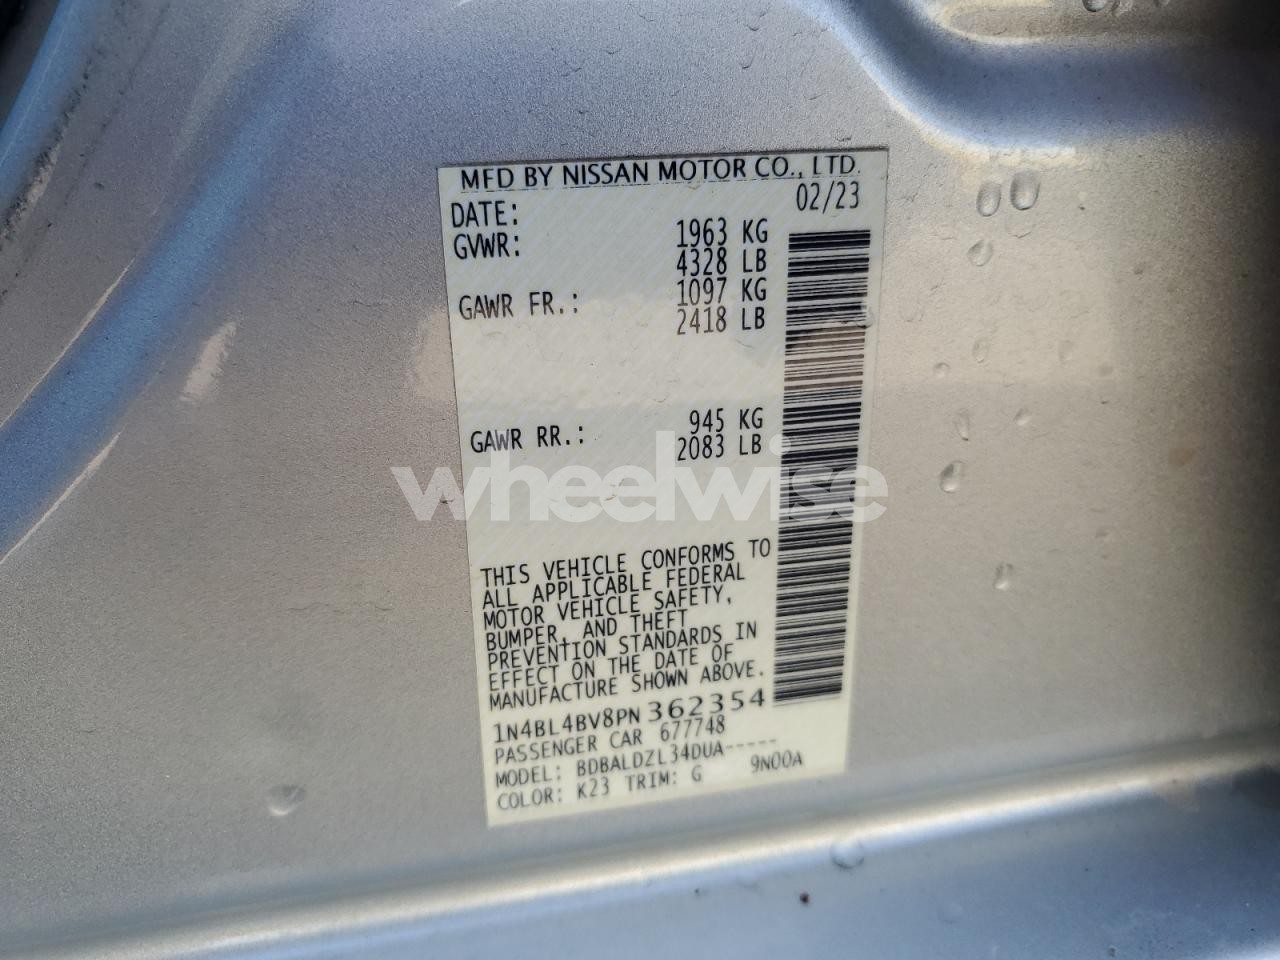 MFD BY NISSAN MOTOR CO., LTD.
DATE: 02/23
GVWR: 1963 KG
4328 LB
GAWR FR.: 1097 KG
2418 LB
GAWR RR.: 945 KG
2083 LB
wheelwise
THIS VEHICLE CONFORMS TO
ALL APPLICABLE FEDERAL
MOTOR VEHICLE SAFETY,
BUMPER, AND THEFT
PREVENTION STANDARDS IN
EFFECT ON THE DATE OF
MANUFACTURE SHOWN ABOVE.
1N4BL4BV8PN362354
PASSENGER CAR 677748
MODEL: BDBALDZL34DUA-----
COLOR: K23 TRIM: G 9N00A